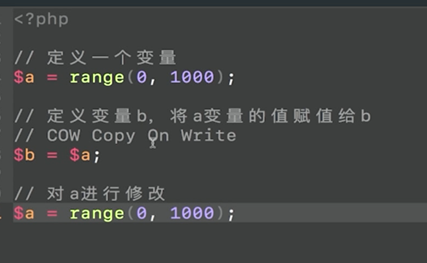 <?php
// 定义一个变量
$a = range(0, 1000);
// 定义变量b, 将a变量的值赋值给b
// COW Copy On Write
$b = $a;
// 对a进行修改
$a = range(0, 1000);